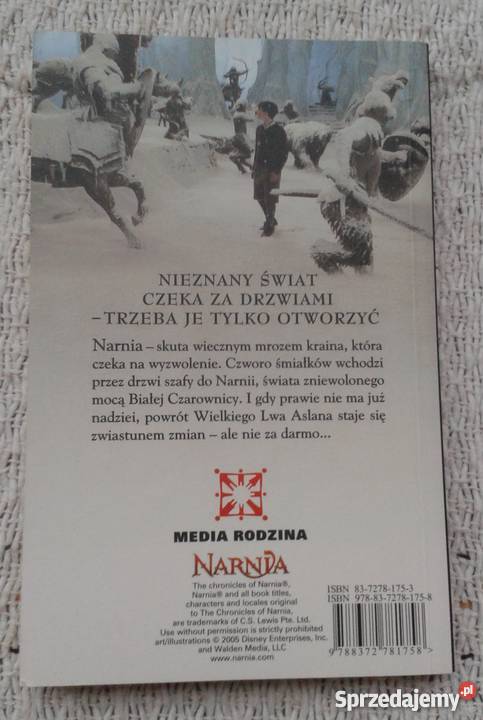 NIEZNANY ŚWIAT
CZEKA ZA DRZWIAMI
– TRZEBA JE TYLKO OTWORZYĆ
Narnia – skuta wiecznym mrozem kraina, która
czeka na wyzwolenie. Czworo śmiałków wchodzi
przez drzwi szafy do Narnii, świata zniewolonego
mocą Białej Czarownicy. I gdy prawie nie ma już
nadziei, powrót Wielkiego Lwa Aslana staje się
zwiastunem zmian – ale nie za darmo...
MEDIA RODZINA
NARNIA
The chronicles of Narnia®,
Narnia® and all book titles,
characters and locales original
to The Chronicles of Narnia,
are trademarks of C.S. Lewis Pte. Ltd.
Use without permission is strictly prohibited
art/illustrations © 2005 Disney Enterprises, Inc.
and Walden Media, LLC
www.narnia.com
ISBN 83-7278-175-3
ISBN 978-83-7278-175-8
9 788372 781758 >
Sprzedajemy.pl